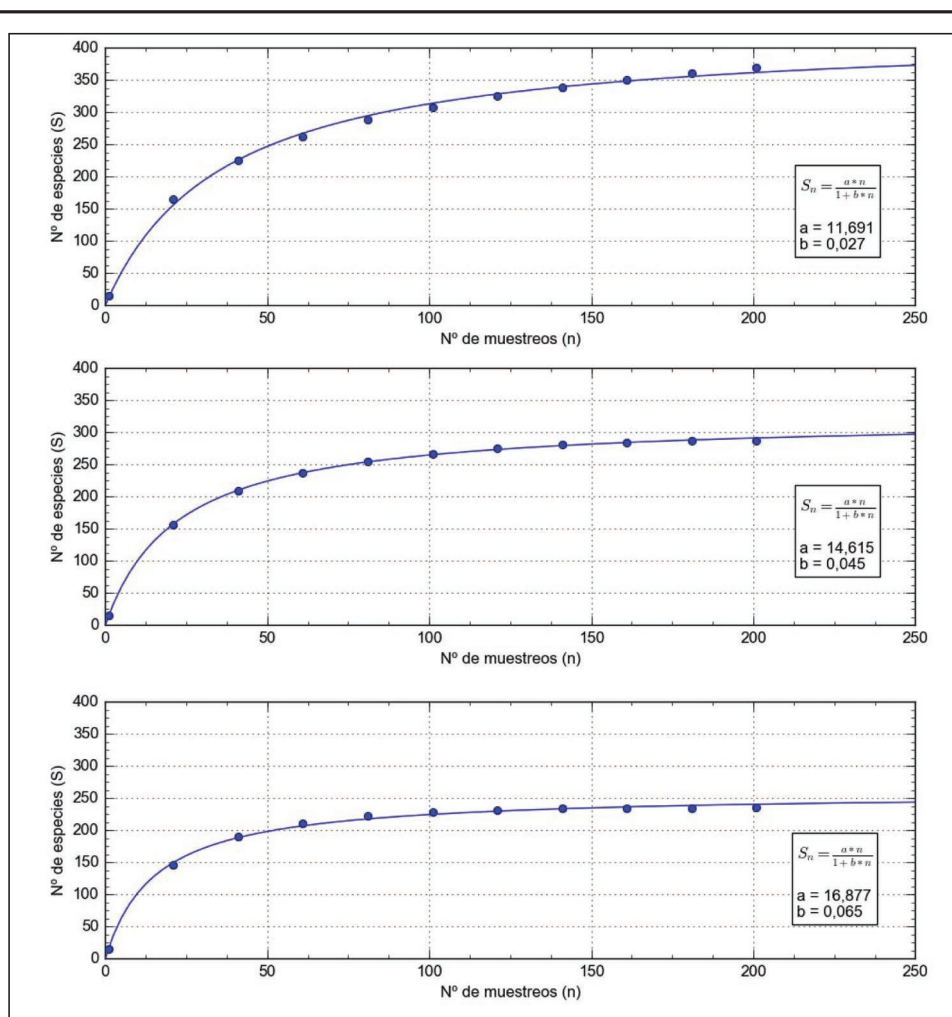 400
350
300
250
200
150
100
50
0
Nº de especies (S)
0 50 100 150 200 250
Nº de muestreos (n)
S_n = a * n / 1 + b * n
a = 11,691
b = 0,027
400
350
300
250
200
150
100
50
0
Nº de especies (S)
0 50 100 150 200 250
Nº de muestreos (n)
S_n = a * n / 1 + b * n
a = 14,615
b = 0,045
400
350
300
250
200
150
100
50
0
Nº de especies (S)
0 50 100 150 200 250
Nº de muestreos (n)
S_n = a * n / 1 + b * n
a = 16,877
b = 0,065